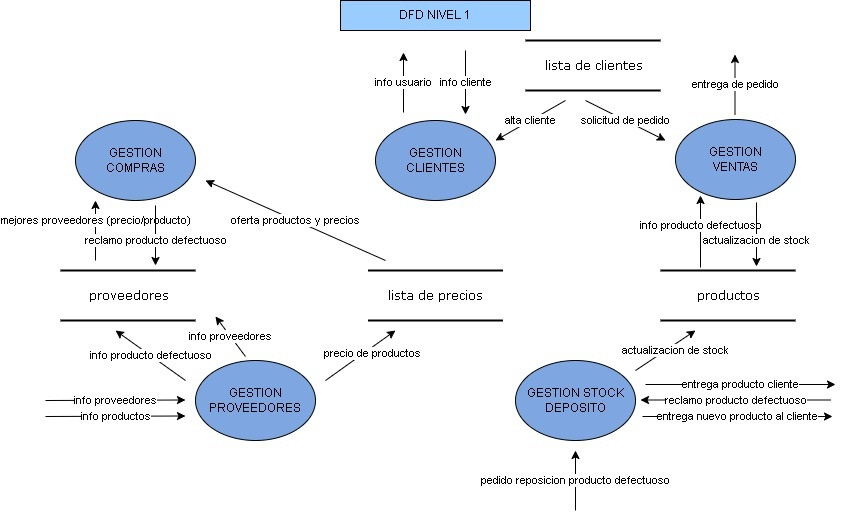 DFD NIVEL 1
lista de clientes
info usuario
info cliente
entrega de pedido
alta cliente
solicitud de pedido
GESTION
COMPRAS
GESTION
CLIENTES
GESTION
VENTAS
mejores proveedores (precio/producto)
oferta productos y precios
info producto defectuoso
reclamo producto defectuoso
actualizacion de stock
proveedores
lista de precios
productos
info proveedores
info producto defectuoso
precio de productos
actualizacion de stock
GESTION
PROVEEDORES
GESTION STOCK
DEPOSITO
info proveedores
info productos
entrega producto cliente
reclamo producto defectuoso
entrega nuevo producto al cliente
pedido reposicion producto defectuoso